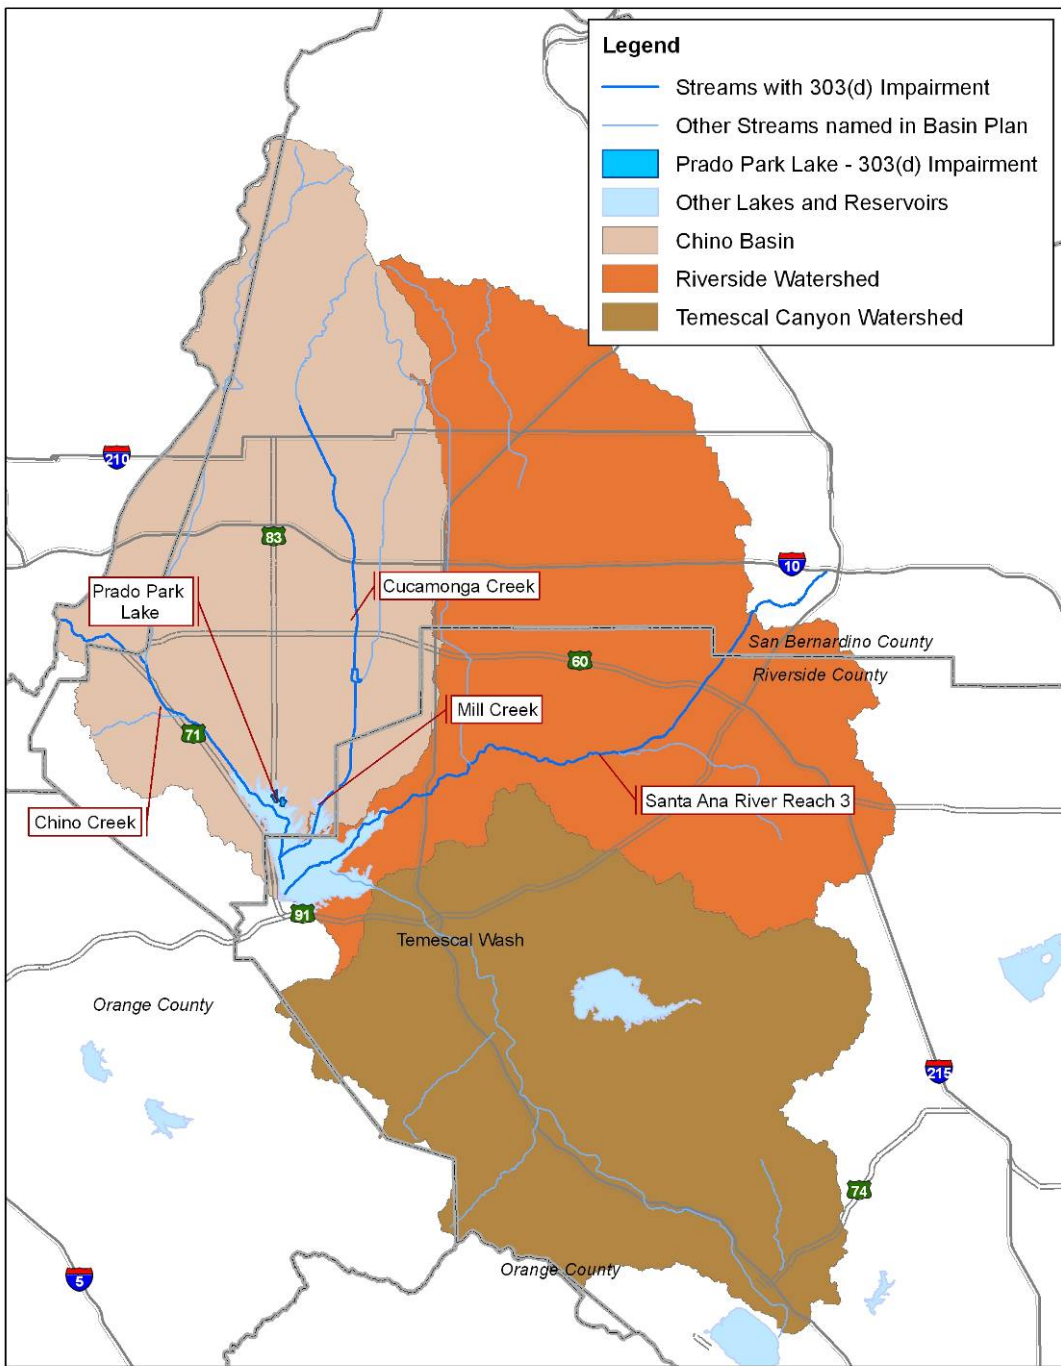 Legend
Streams with 303(d) Impairment
Other Streams named in Basin Plan
Prado Park Lake - 303(d) Impairment
Other Lakes and Reservoirs
Chino Basin
Riverside Watershed
Temescal Canyon Watershed
210
83
10
Prado Park
Lake
Cucamonga Creek
San Bernardino County
60
Riverside County
Mill Creek
71
Santa Ana River Reach 3
Chino Creek
91
Temescal Wash
Orange County
215
74
Orange County
5